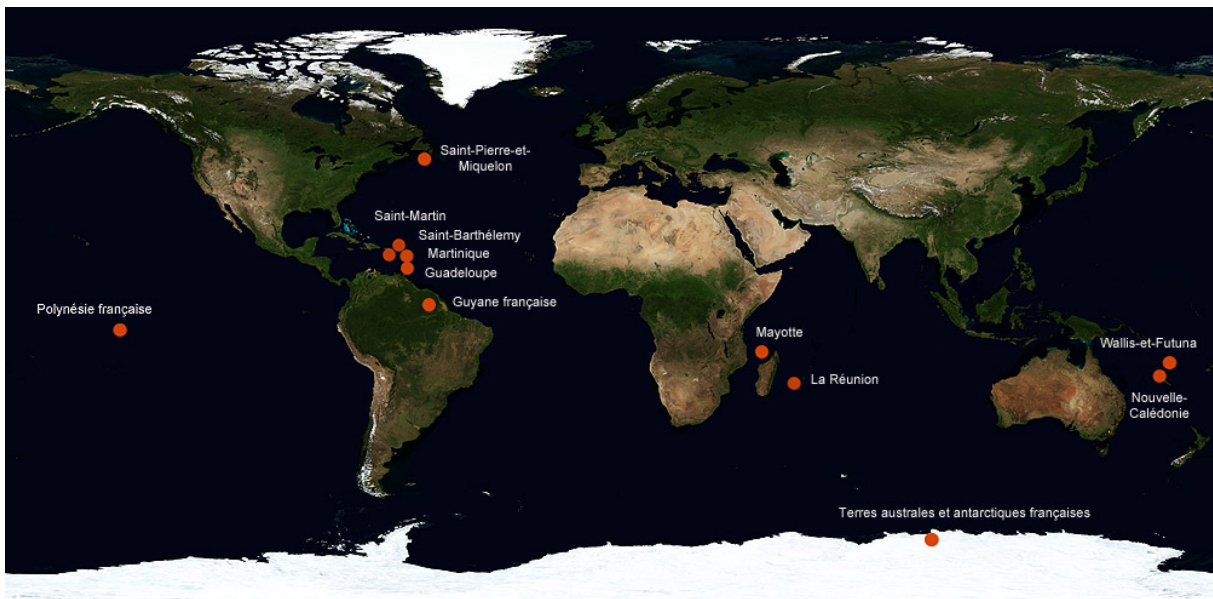 Saint-Pierre-et-
Miquelon
Saint-Martin
Saint-Barthélemy
Martinique
Guadeloupe
Guyane française
Polynésie française
Mayotte
Wallis-et-Futuna
La Réunion
Nouvelle-
Calédonie
Terres australes et antarctiques françaises